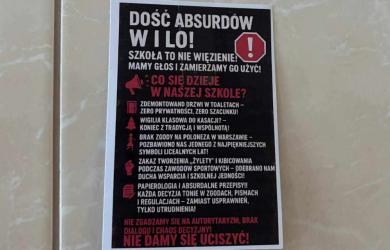 DOŚĆ ABSURDÓW
W I LO!
SZKOŁA TO NIE WIĘZIENIE!
MAMY GŁOS I ZAMIERZAMY GO UŻYĆ!
CO SIĘ DZIEJE
W NASZEJ SZKOLE?
ZDEMONTOWANO DRZWI W TOALETACH –
ZERO PRYWATNOŚCI, ZERO SZACUNKU!
WIGILIA KLASOWA DO KASACJI? –
KONIEC Z TRADYCJĄ I WSPÓLNOTĄ!
BRAK ZGODY NA POLONEZA W WARSZAWIE –
POZBAWIONO NAS JEDNEGO Z NAJPIĘKNIEJSZYCH
SYMBOLI LICEALNYCH LAT!
ZAKAZ TWORZENIA „ŻYLETY" I KIBICOWANIA
PODCZAS ZAWODÓW SPORTOWYCH – ODEBRANO NAM
DUCHA WSPARCIA I SZKOLNEJ JEDNOŚCI!
PAPIEROLOGIA I ABSURDALNE PRZEPISY!
KAŻDA DECYZJA TONIE W ZGODACH, PISMACH
I REGULACJACH – ZAMIAST USPRAWNIEŃ,
TYLKO UTRUDNIENIA!
NIE ZGADZAMY SIĘ NA AUTORYTARYZM, BRAK
DIALOGU I CHAOS DECYZYJNY!
NIE DAMY SIĘ UCISZYĆ!